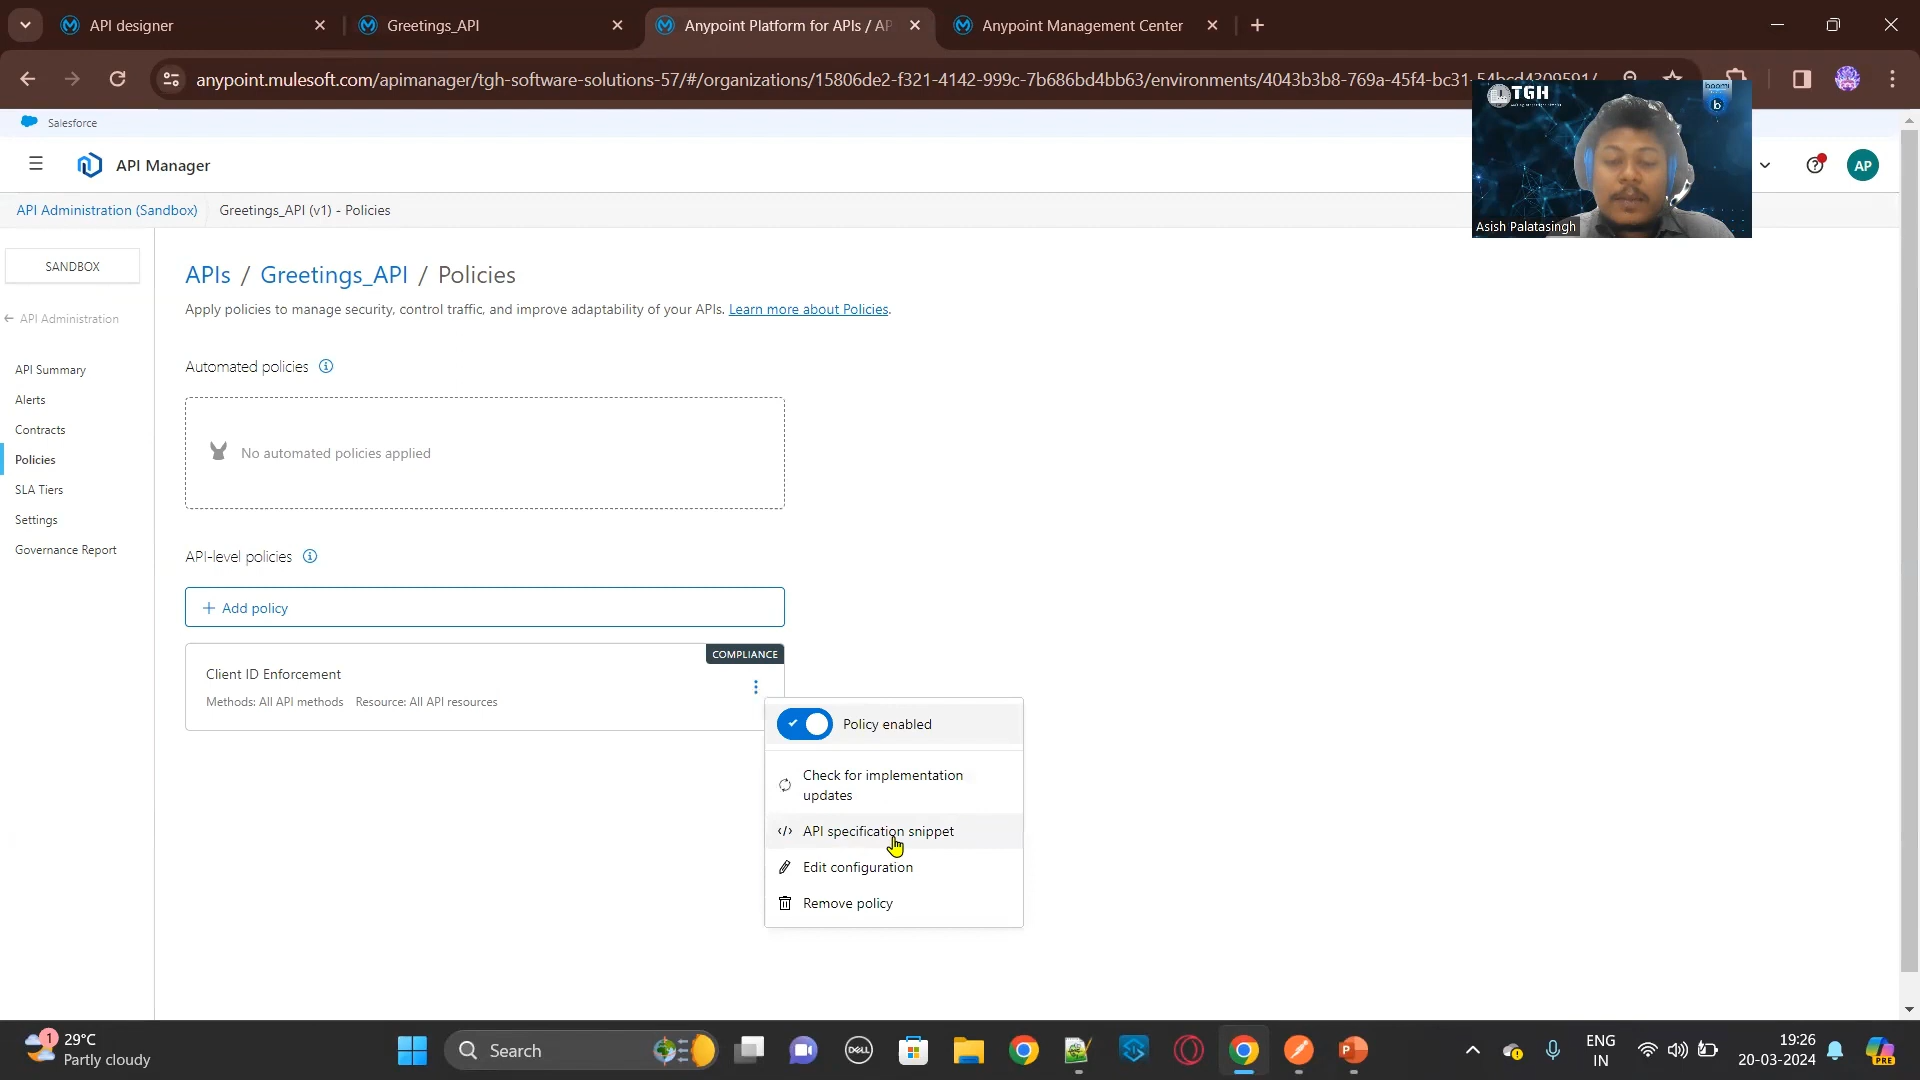 API designer
Greetings_API
Anypoint Platform for APIs / AP
Anypoint Management Center
anypoint.mulesoft.com/apimanager/tgh-software-solutions-57/#/organizations/15806de2-f321-4142-999c-7b686bd4bb63/environments/4043b3b8-769a-45f4-bc31-54bcd4309591/
Salesforce
API Manager
AP
TGH
boomi
b
Asish Palatasingh
API Administration (Sandbox)
Greetings_API (v1) - Policies
SANDBOX
API Administration
API Summary
Alerts
Contracts
Policies
SLA Tiers
Settings
Governance Report
APIs / Greetings_API / Policies
Apply policies to manage security, control traffic, and improve adaptability of your APIs. Learn more about Policies.
Automated policies
No automated policies applied
API-level policies
+ Add policy
COMPLIANCE
Client ID Enforcement
Methods: All API methods Resource: All API resources
Policy enabled
Check for implementation
updates
API specification snippet
Edit configuration
Remove policy
1
29°C
Partly cloudy
Search
DELL
ENG
IN
19:26
20-03-2024
PRE